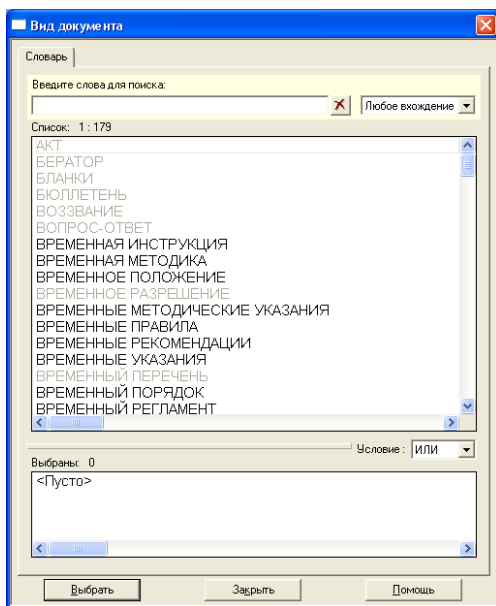 Вид документа
Словарь
Введите слова для поиска:
Любое вхождение
Список: 1 : 179
АКТ
БЕРАТОР
БЛАНКИ
БЮЛЛЕТЕНЬ
ВОЗЗВАНИЕ
ВОПРОС-ОТВЕТ
ВРЕМЕННАЯ ИНСТРУКЦИЯ
ВРЕМЕННАЯ МЕТОДИКА
ВРЕМЕННОЕ ПОЛОЖЕНИЕ
ВРЕМЕННОЕ РАЗРЕШЕНИЕ
ВРЕМЕННЫЕ МЕТОДИЧЕСКИЕ УКАЗАНИЯ
ВРЕМЕННЫЕ ПРАВИЛА
ВРЕМЕННЫЕ РЕКОМЕНДАЦИИ
ВРЕМЕННЫЕ УКАЗАНИЯ
ВРЕМЕННЫЙ ПЕРЕЧЕНЬ
ВРЕМЕННЫЙ ПОРЯДОК
ВРЕМЕННЫЙ РЕГЛАМЕНТ
Условие : ИЛИ
Выбраны: 0
<Пусто>
Выбрать Закрыть Помощь